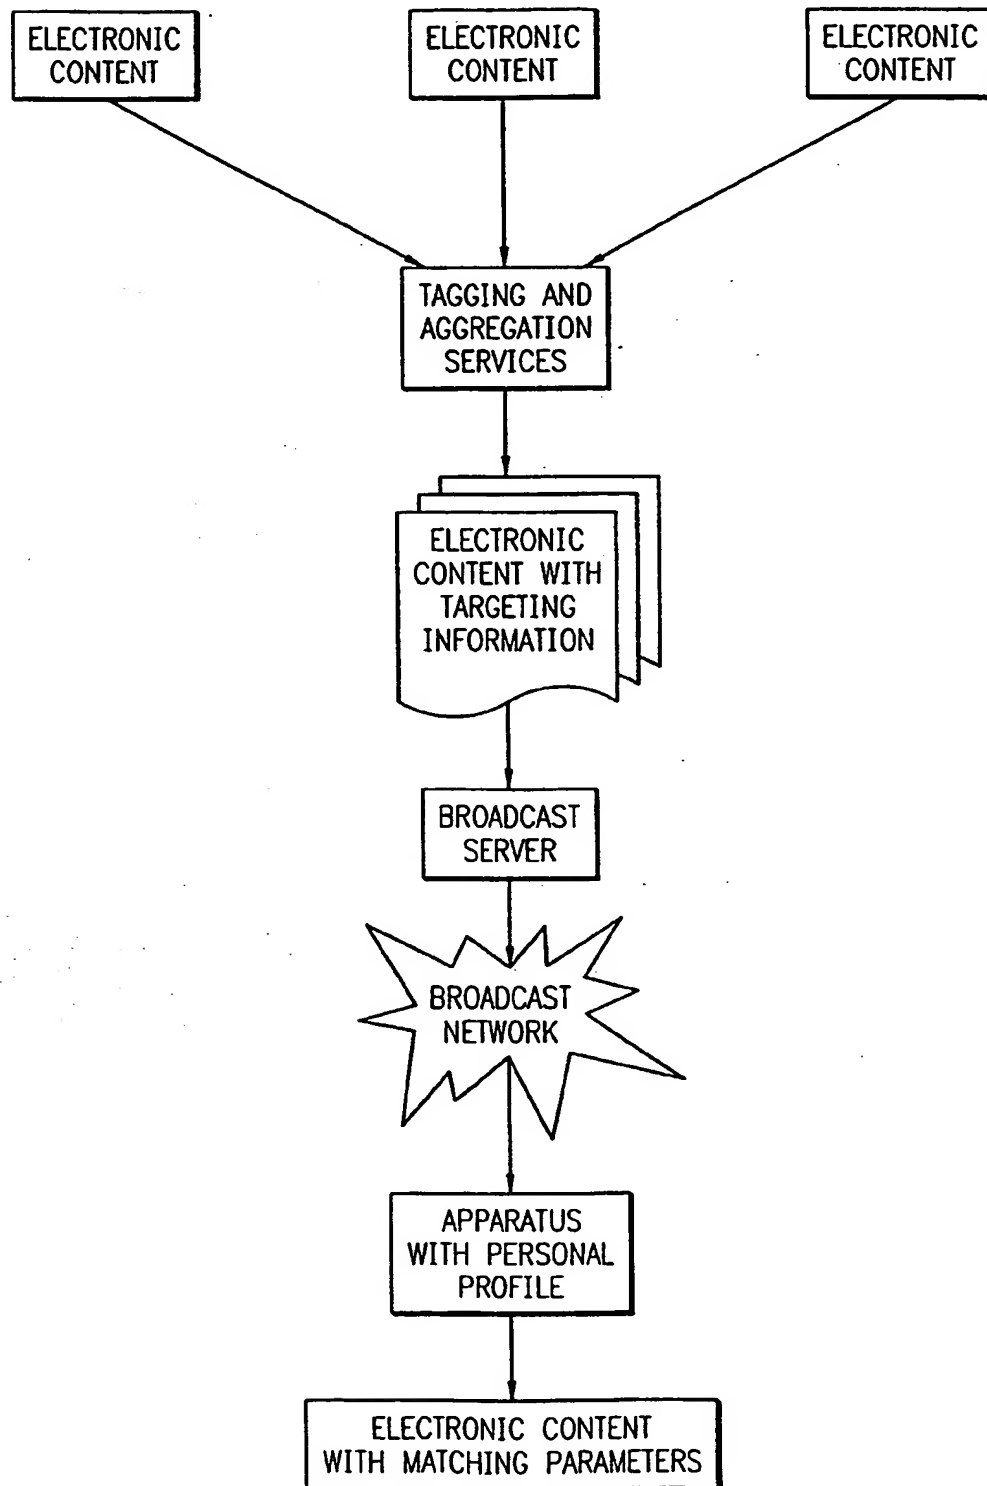 ELECTRONIC
CONTENT
ELECTRONIC
CONTENT
ELECTRONIC
CONTENT
TAGGING AND
AGGREGATION
SERVICES
ELECTRONIC
CONTENT WITH
TARGETING
INFORMATION
BROADCAST
SERVER
BROADCAST
NETWORK
APPARATUS
WITH PERSONAL
PROFILE
ELECTRONIC CONTENT
WITH MATCHING PARAMETERS